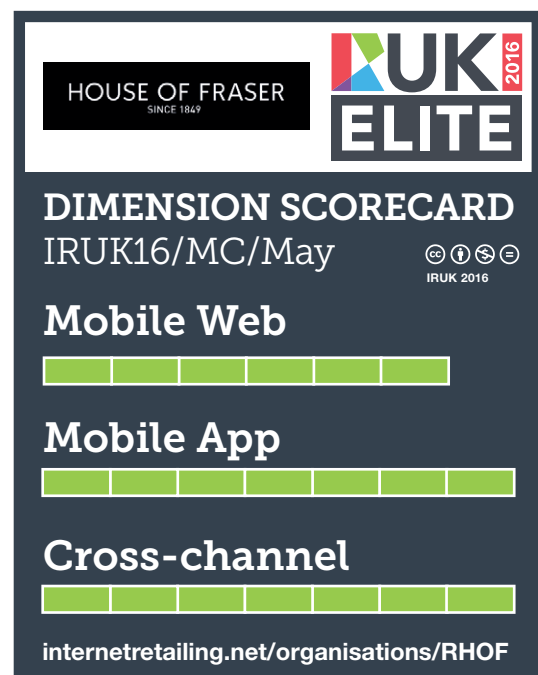 HOUSE OF FRASER
SINCE 1849
UK
2016
ELITE
DIMENSION SCORECARD
IRUK16/MC/May
cc
IRUK 2016
Mobile Web
Mobile App
Cross-channel
internetretailing.net/organisations/RHOF